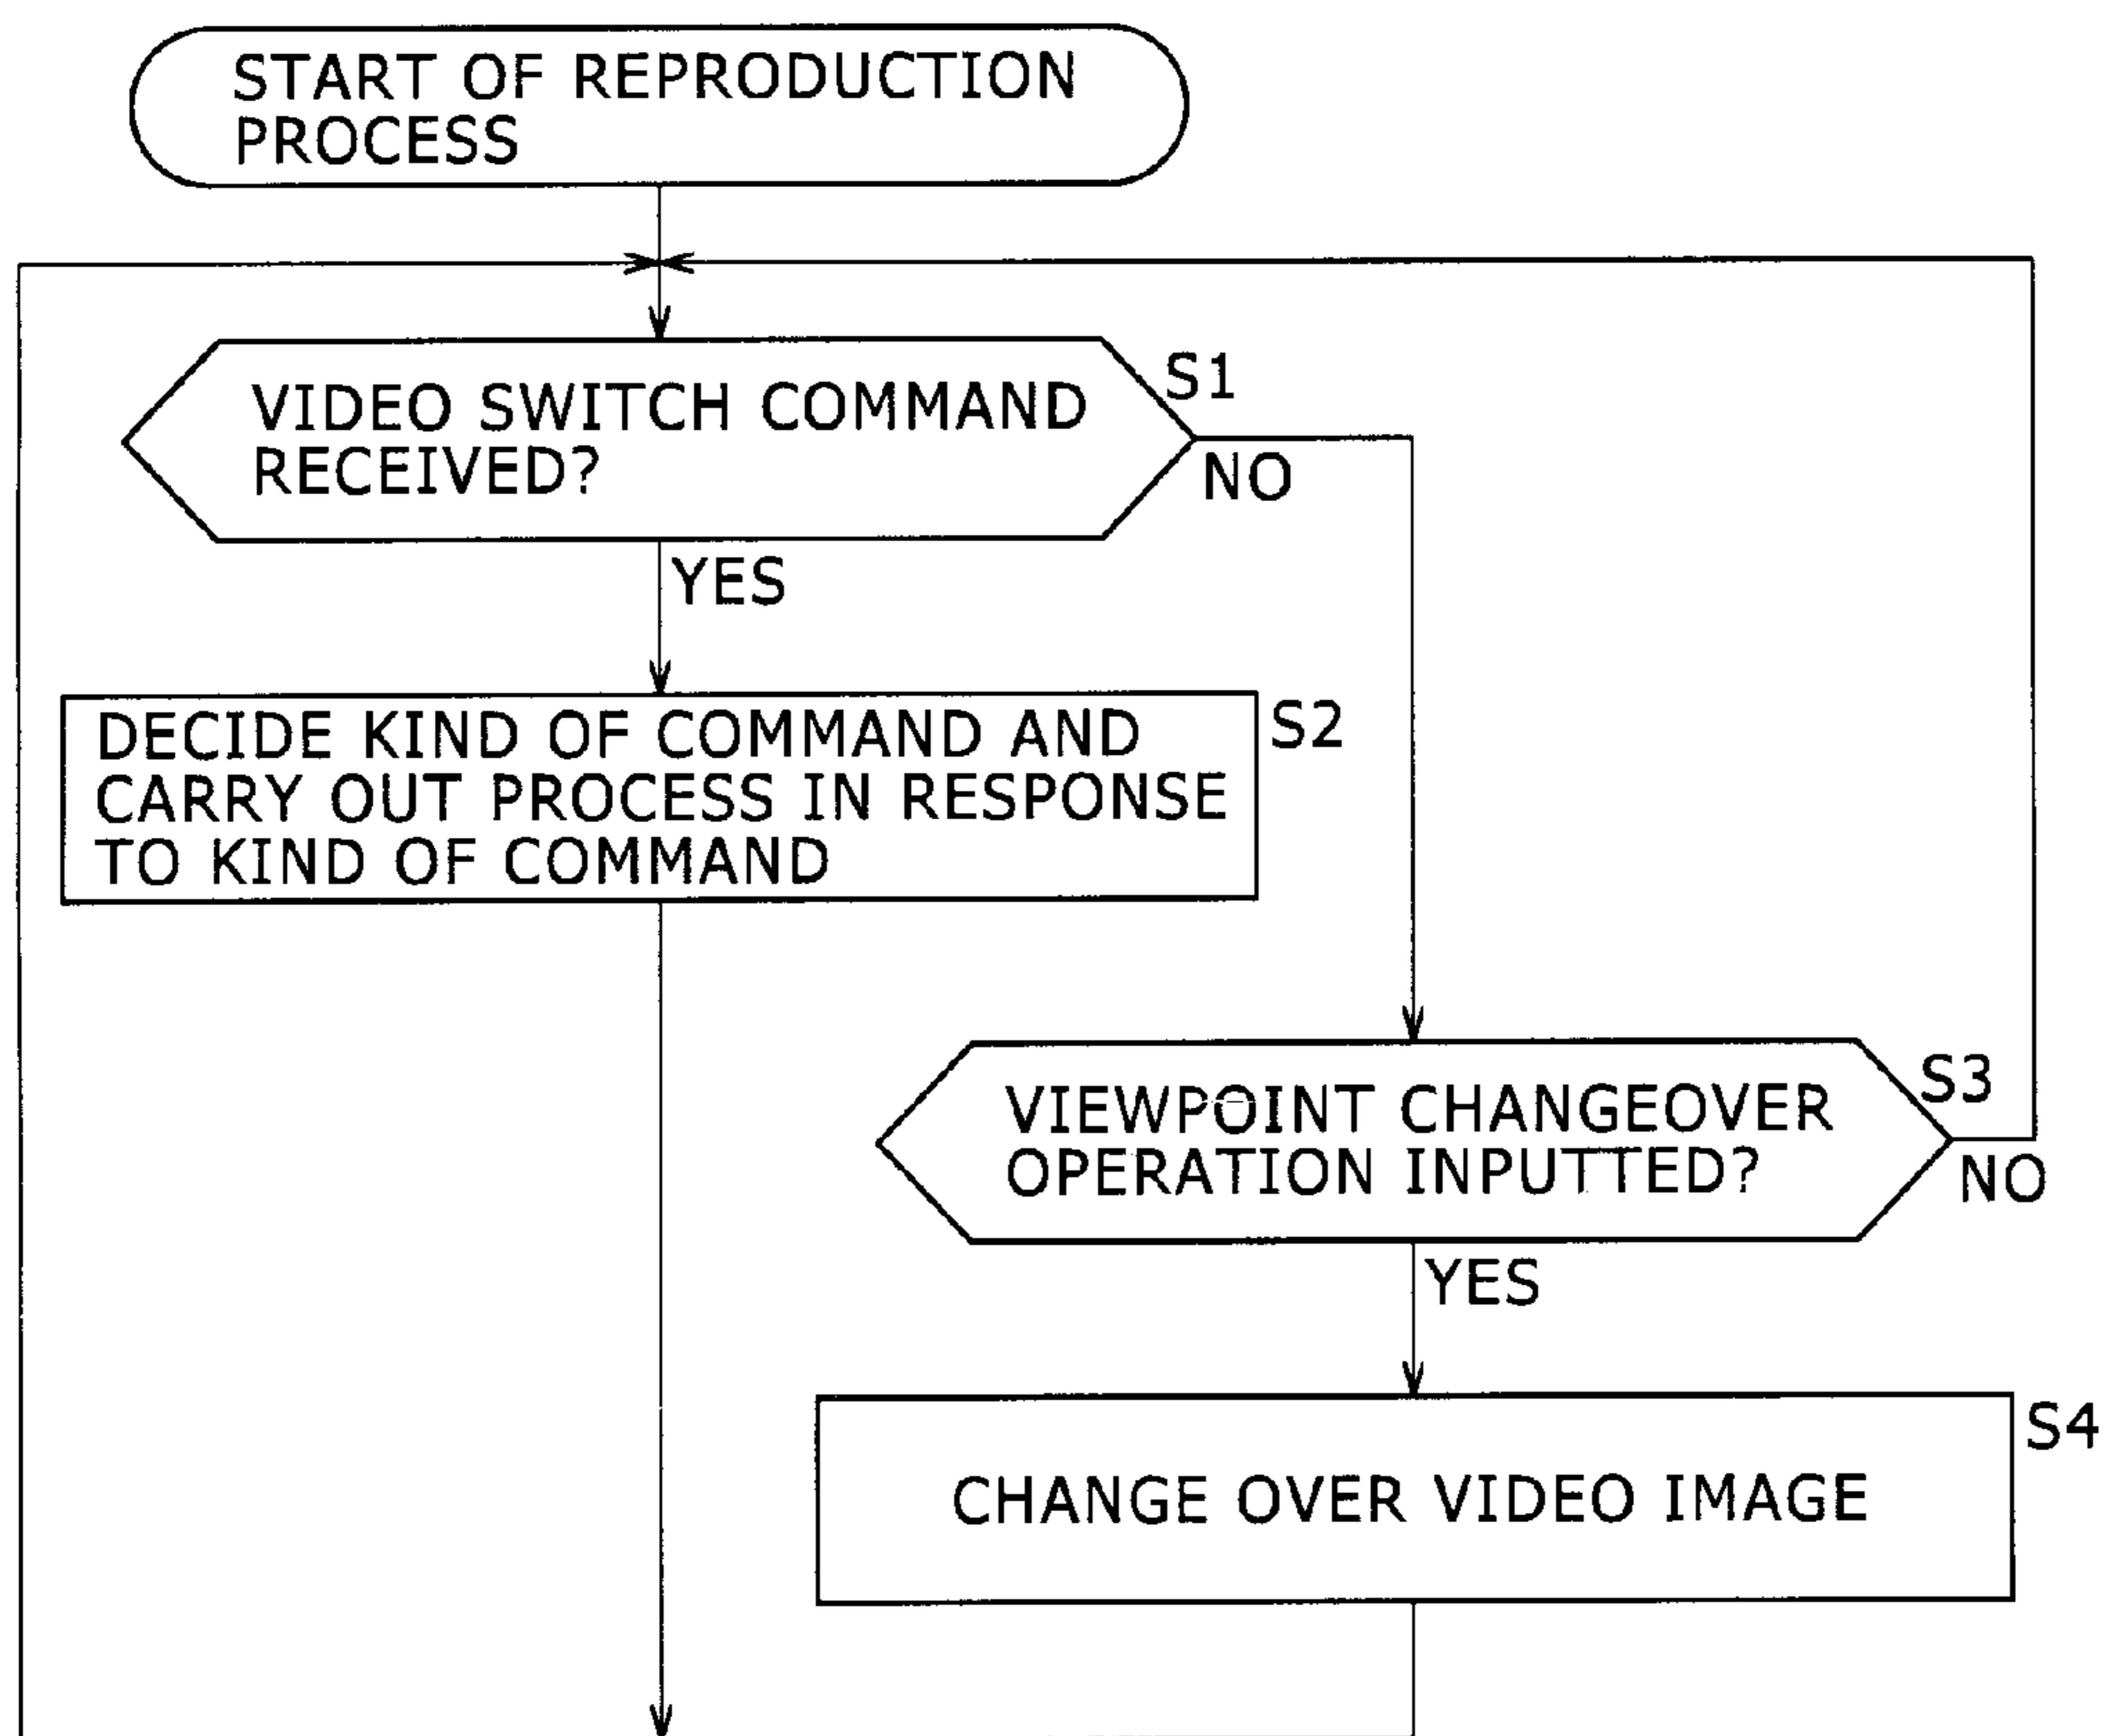 START OF REPRODUCTION
PROCESS
VIDEO SWITCH COMMAND
RECEIVED?
S1
NO
YES
DECIDE KIND OF COMMAND AND
CARRY OUT PROCESS IN RESPONSE
TO KIND OF COMMAND
S2
VIEWPOINT CHANGEOVER
OPERATION INPUTTED?
S3
NO
YES
CHANGE OVER VIDEO IMAGE
S4